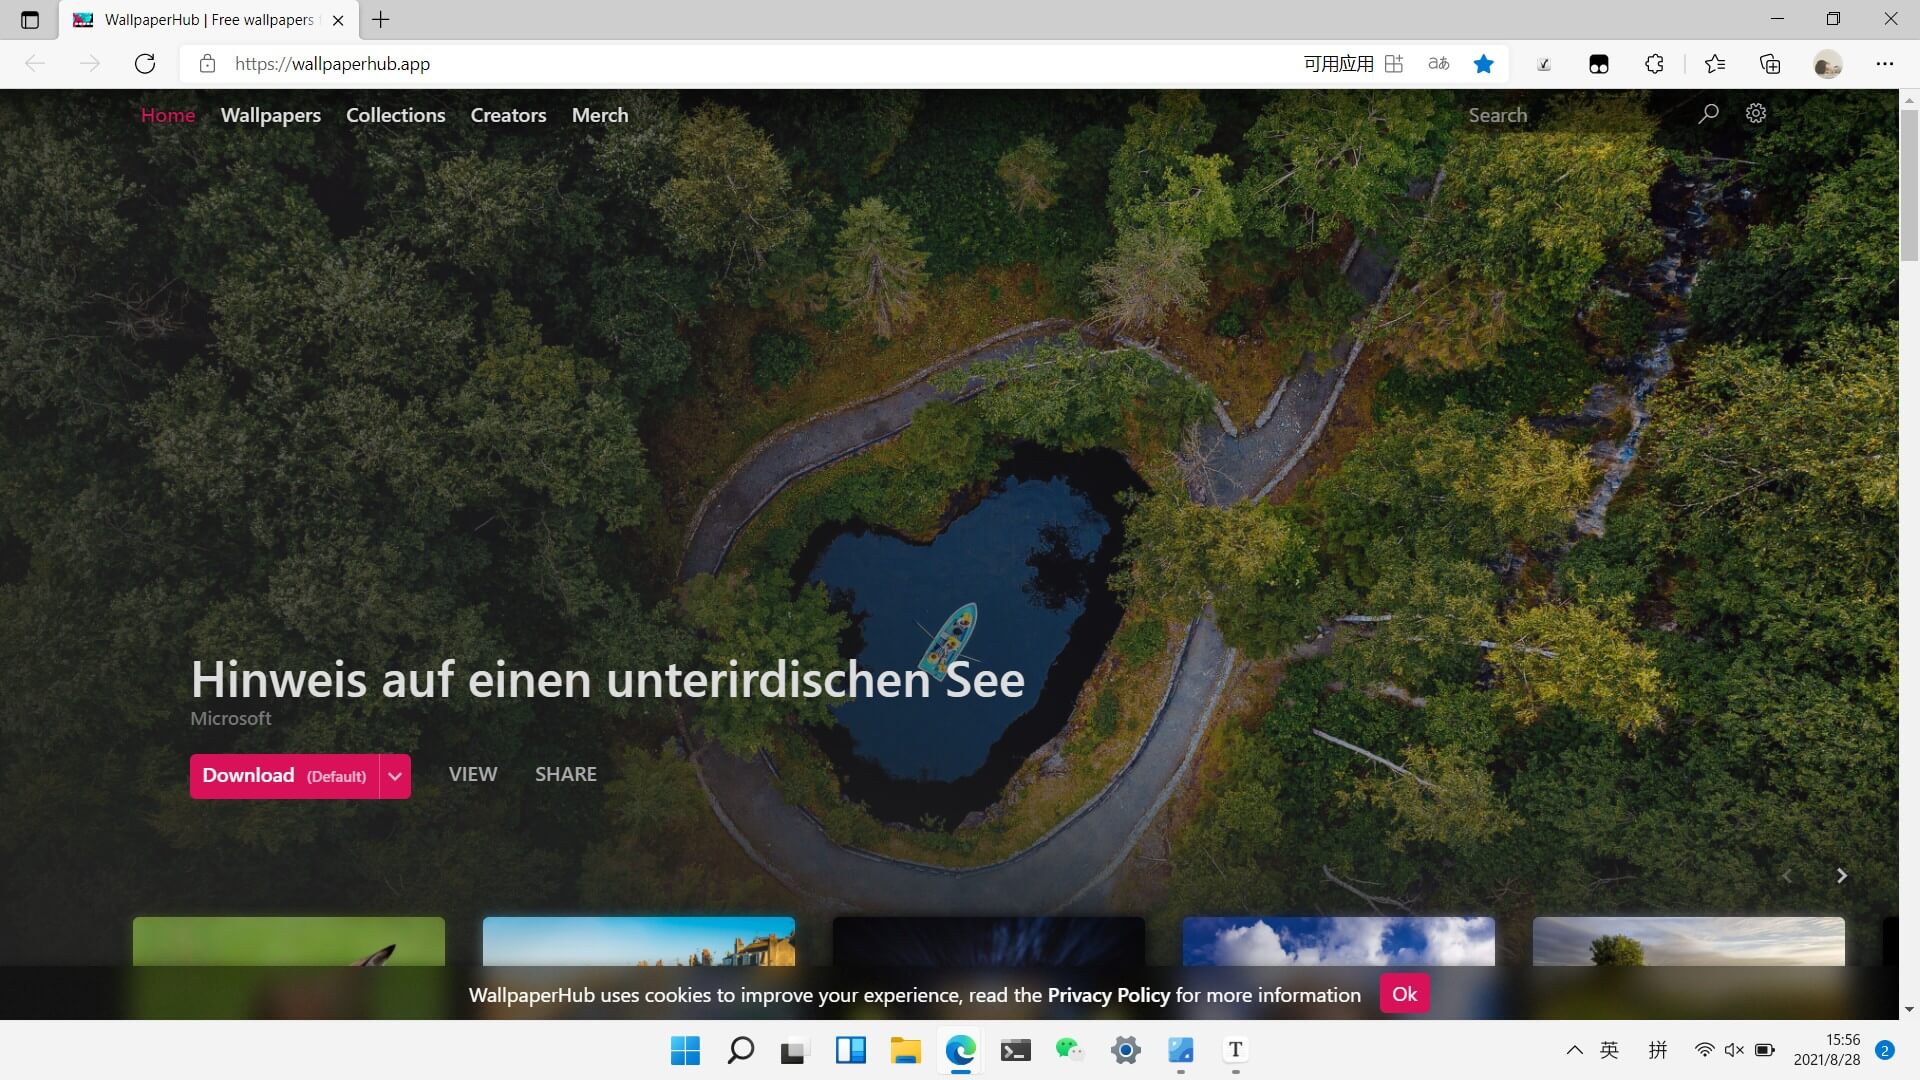 WallpaperHub | Free wallpapers
https://wallpaperhub.app
可用应用
aあ
Home Wallpapers Collections Creators Merch
Search
Hinweis auf einen unterirdischen See
Microsoft
Download (Default)
VIEW SHARE
WallpaperHub uses cookies to improve your experience, read the Privacy Policy for more information
Ok
T
英 拼
15:56
2021/8/28
2